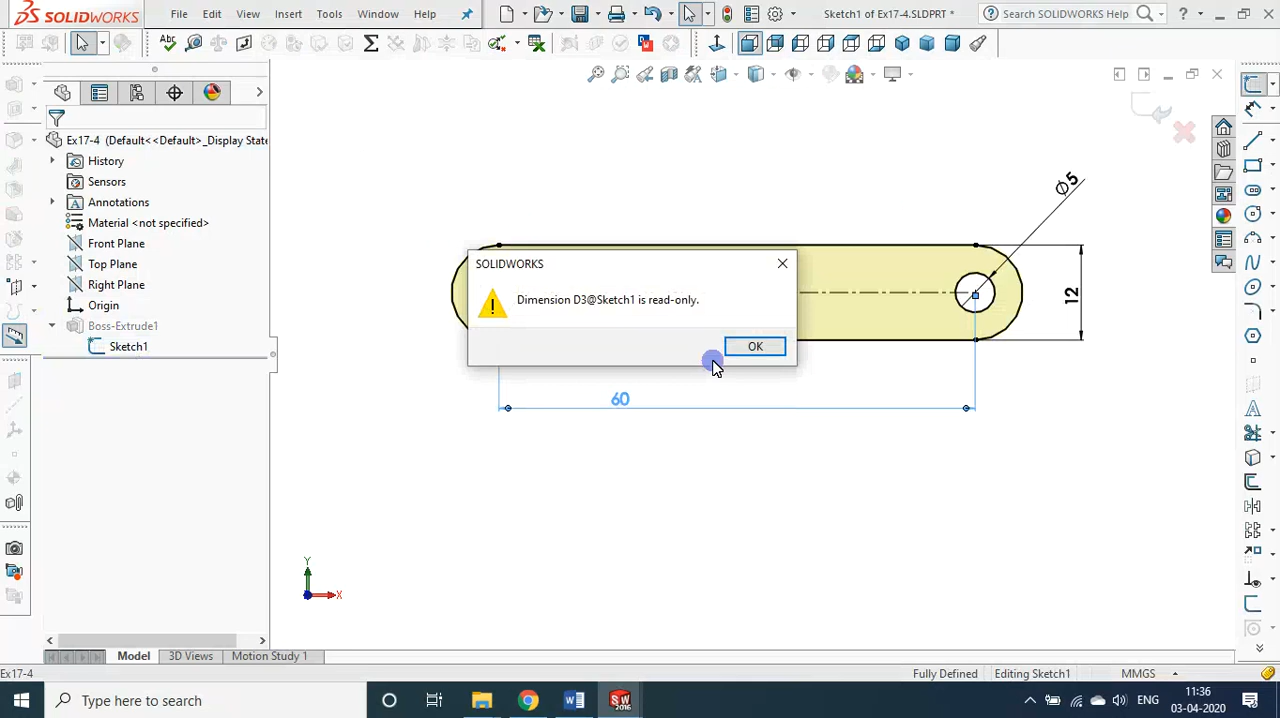 SOLIDWORKS File Edit View Insert Tools Window Help Sketch1 of Ex17-4.SLDPRT * Search SOLIDWORKS Help ?
Ex17-4 (Default<<Default>_Display State
History
Sensors
Annotations
Material <not specified>
Front Plane
Top Plane
Right Plane
Origin
Boss-Extrude1
Sketch1
Ø5
12
60
SOLIDWORKS
Dimension D3@Sketch1 is read-only.
OK
Y
X
Model 3D Views Motion Study 1
Ex17-4 Fully Defined Editing Sketch1 MMGS
Type here to search ENG 11:36
03-04-2020